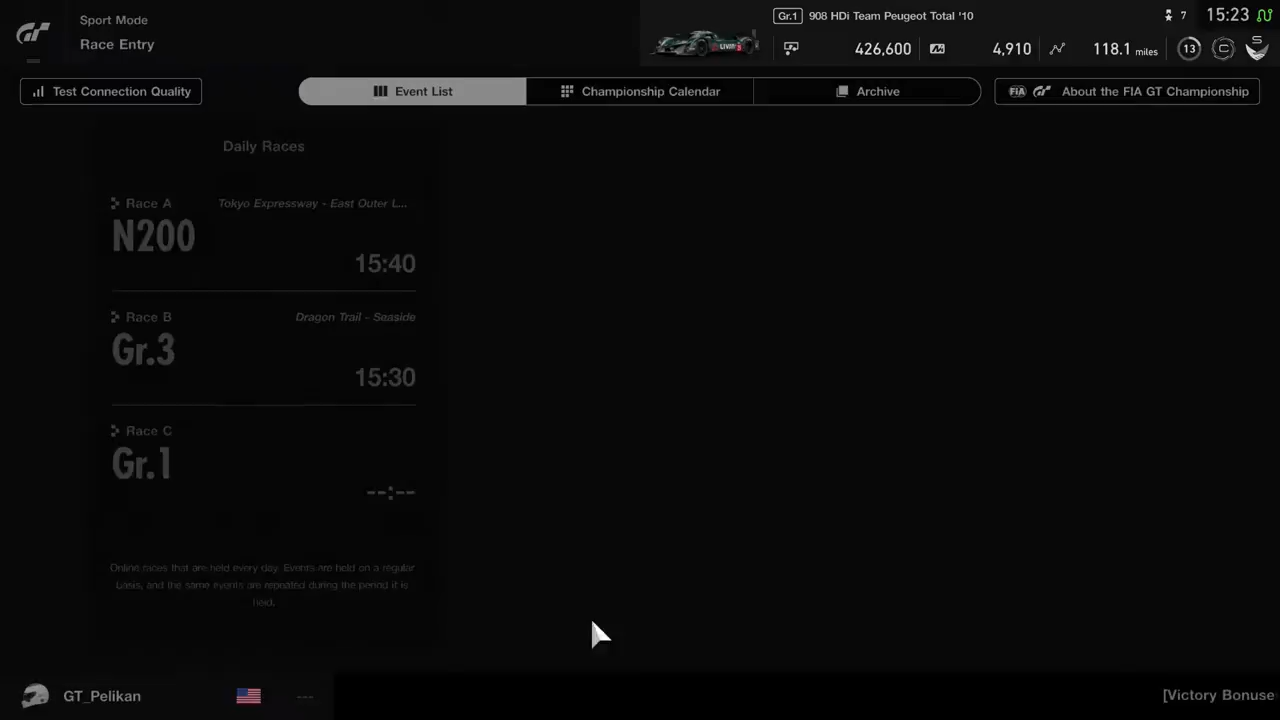 Sport Mode
Race Entry
Gr.1 908 HDi Team Peugeot Total '10
7 15:23
426,600 4,910 118.1 miles 13 C S
Test Connection Quality
Event List
Championship Calendar
Archive
FIA GT About the FIA GT Championship
Daily Races
Race A Tokyo Expressway - East Outer L...
N200
15:40
Race B Dragon Trail - Seaside
Gr.3
15:30
Race C
Gr.1
--:--
Online races that are held every day. Events are held on a regular
basis, and the same events are repeated during the period it is
held.
GT_Pelikan ---
[Victory Bonuse